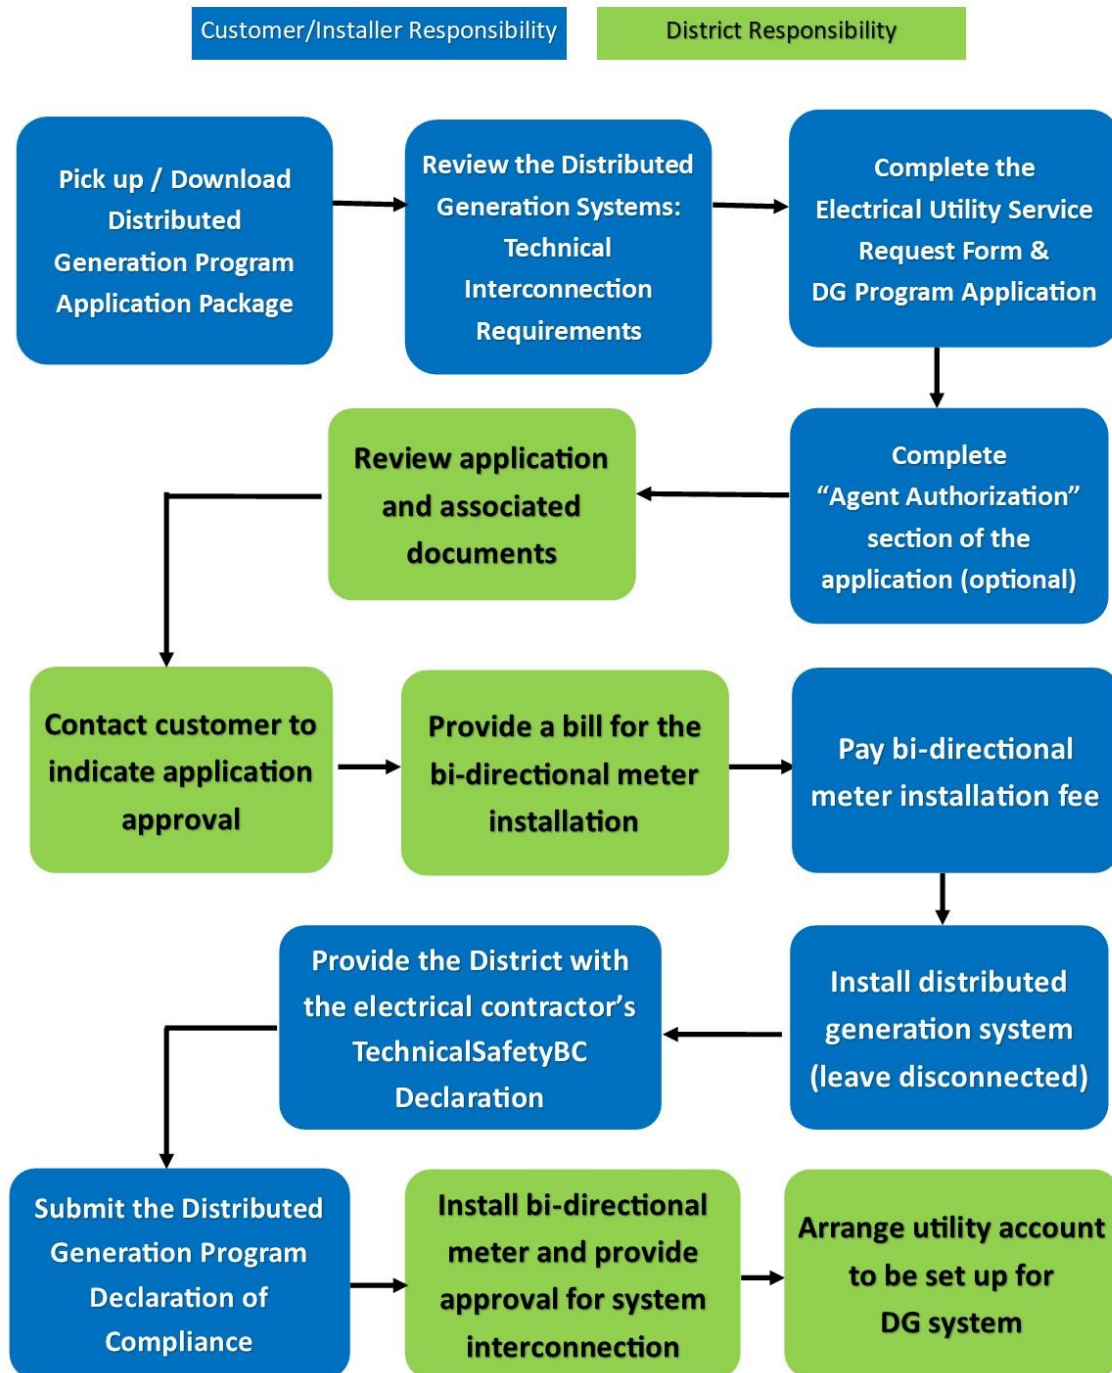 Customer/Installer Responsibility
District Responsibility
Pick up / Download
Distributed
Generation Program
Application Package
Review the Distributed
Generation Systems:
Technical
Interconnection
Requirements
Complete the
Electrical Utility Service
Request Form &
DG Program Application
Complete
“Agent Authorization”
section of the
application (optional)
Review application
and associated
documents
Contact customer to
indicate application
approval
Provide a bill for the
bi-directional meter
installation
Pay bi-directional
meter installation fee
Install distributed
generation system
(leave disconnected)
Provide the District with
the electrical contractor’s
TechnicalSafetyBC
Declaration
Submit the Distributed
Generation Program
Declaration of
Compliance
Install bi-directional
meter and provide
approval for system
interconnection
Arrange utility account
to be set up for
DG system